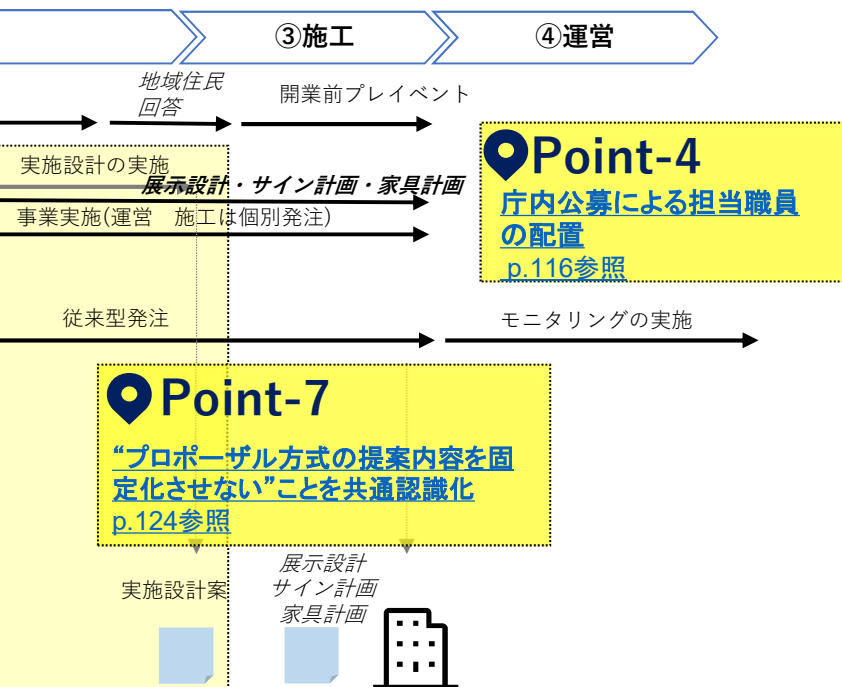 ③施工
④運営
地域住民
回答
開業前プレイベント
実施設計の実施
展示設計・サイン計画・家具計画
事業実施(運営　施工は個別発注)
Point-4
庁内公募による担当職員
の配置
p.116参照
従来型発注
モニタリングの実施
Point-7
“プロポーザル方式の提案内容を固
定化させない”ことを共通認識化
p.124参照
実施設計案
展示設計
サイン計画
家具計画